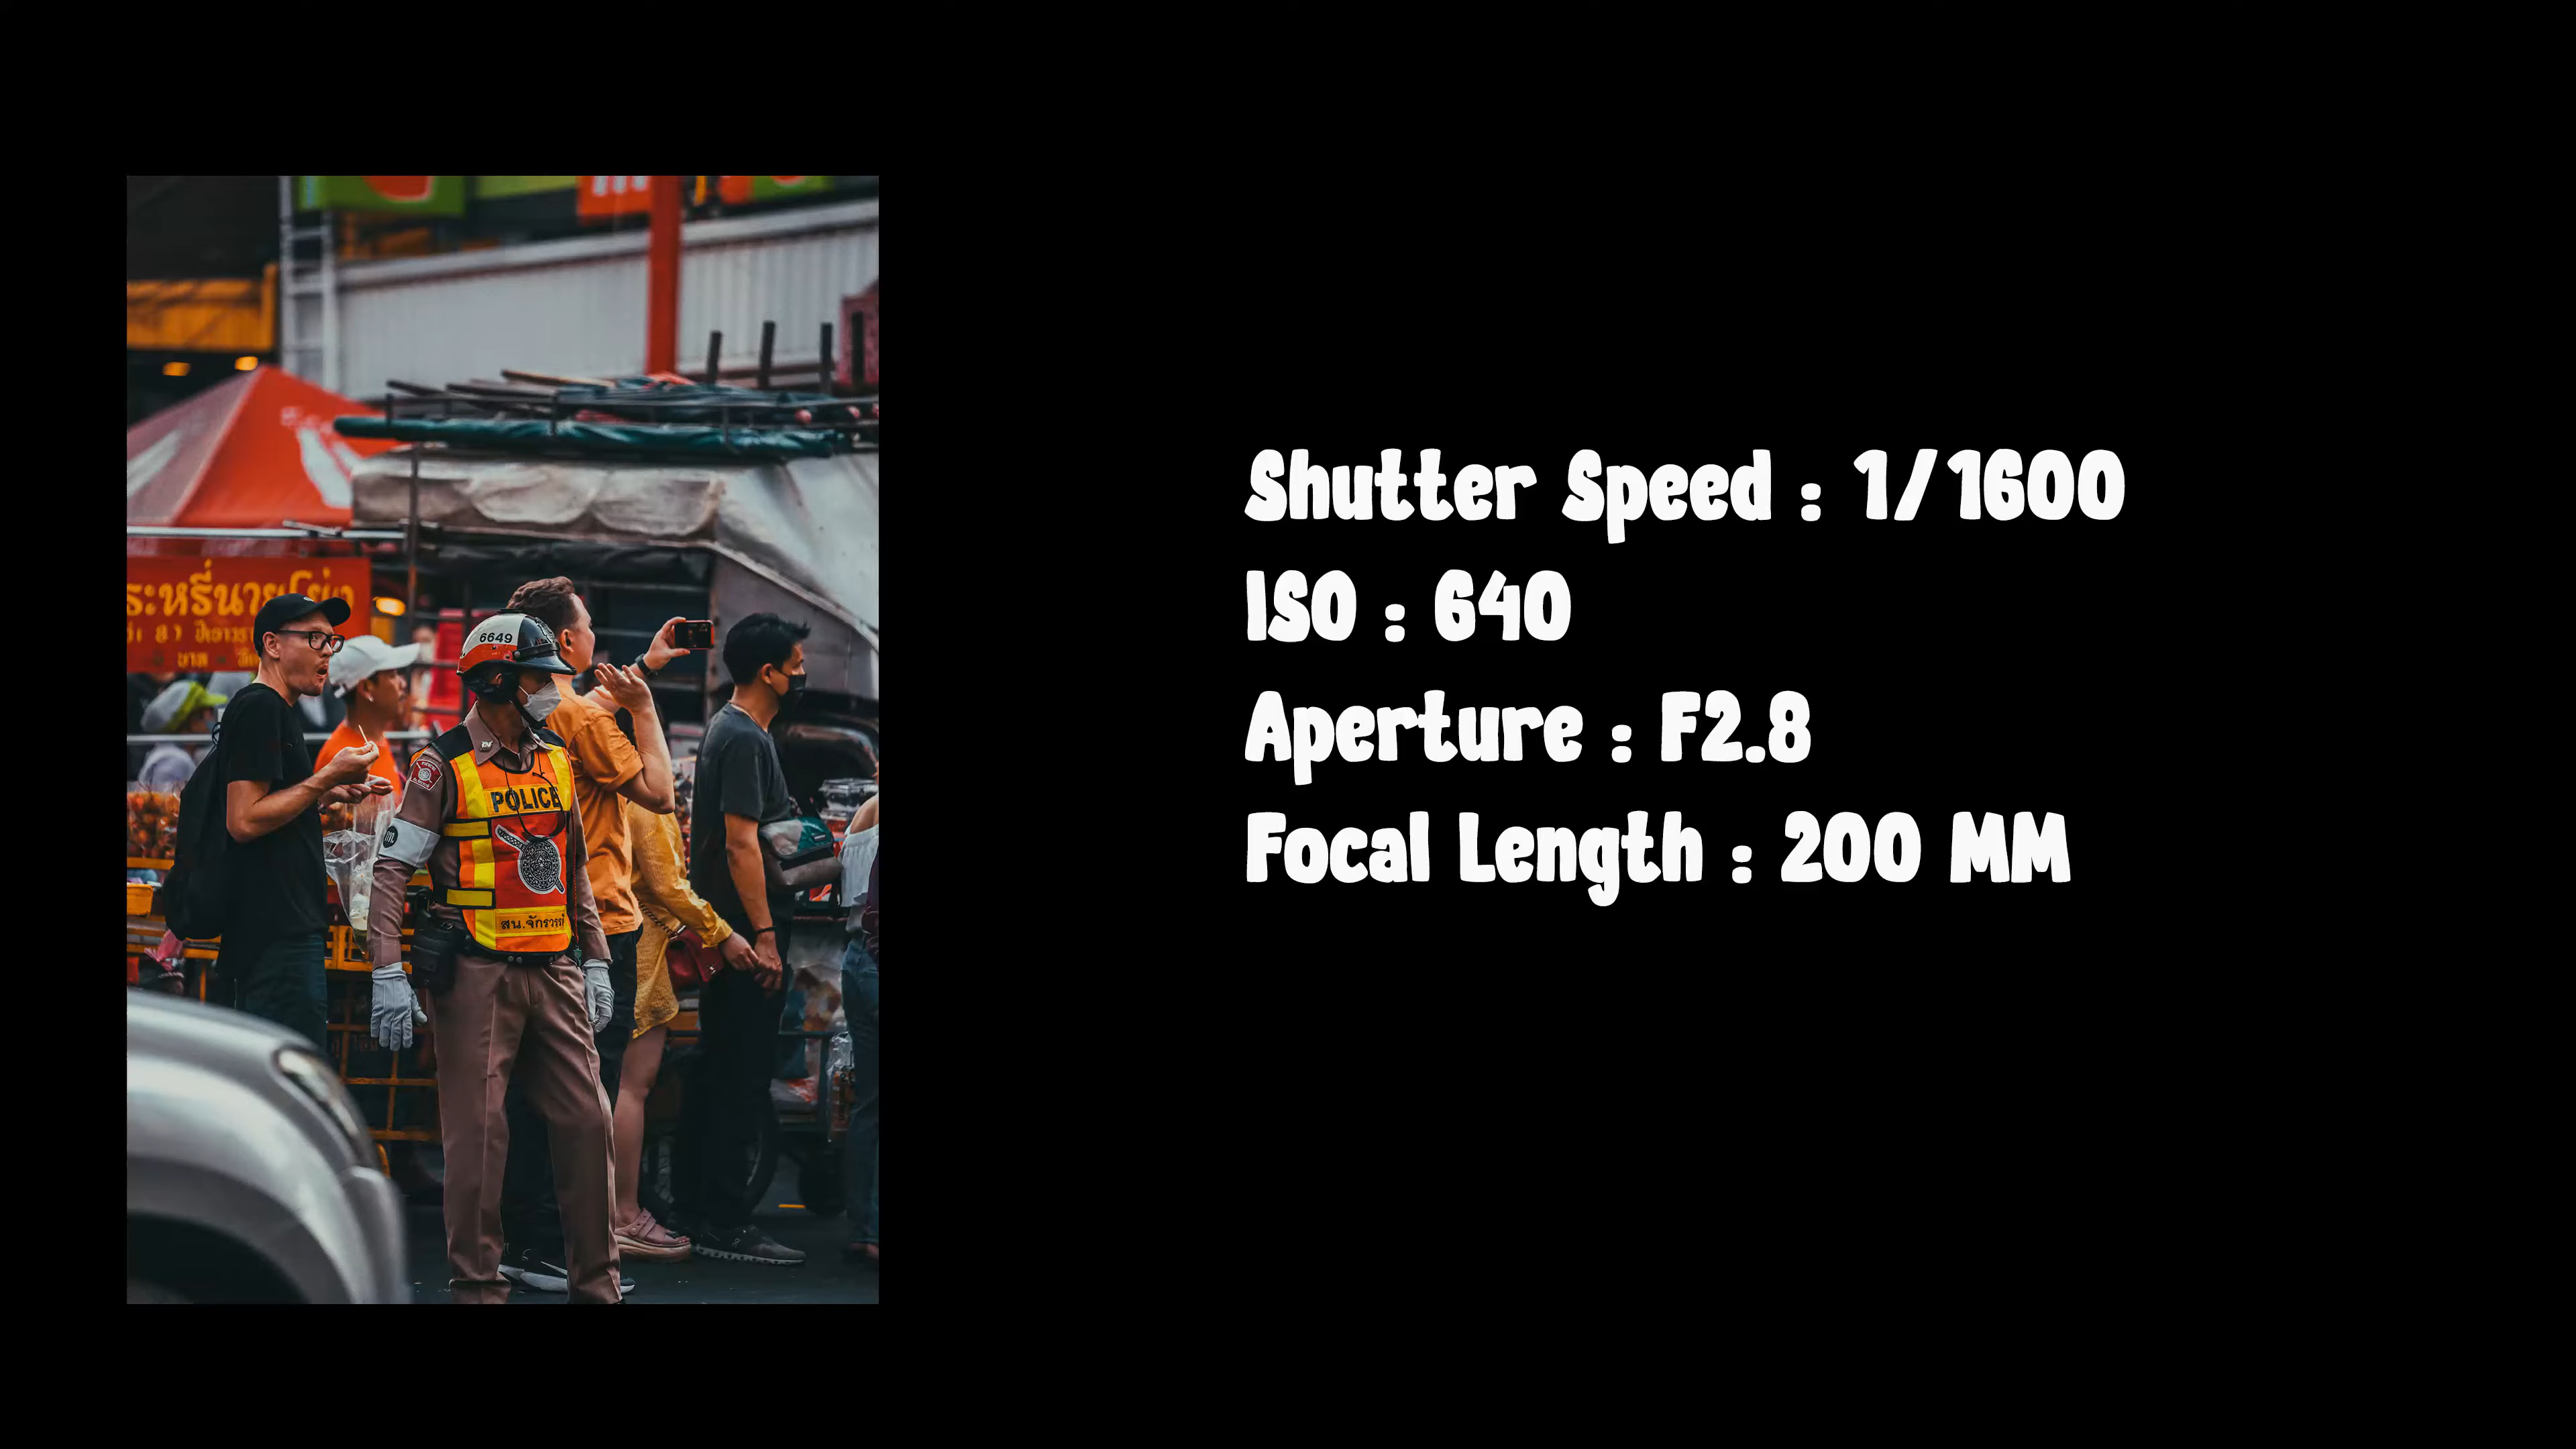 6649
POLICE
สน.จักรวรรดิ
Shutter Speed : 1/1600
ISO : 640
Aperture : F2.8
Focal Length : 200 MM